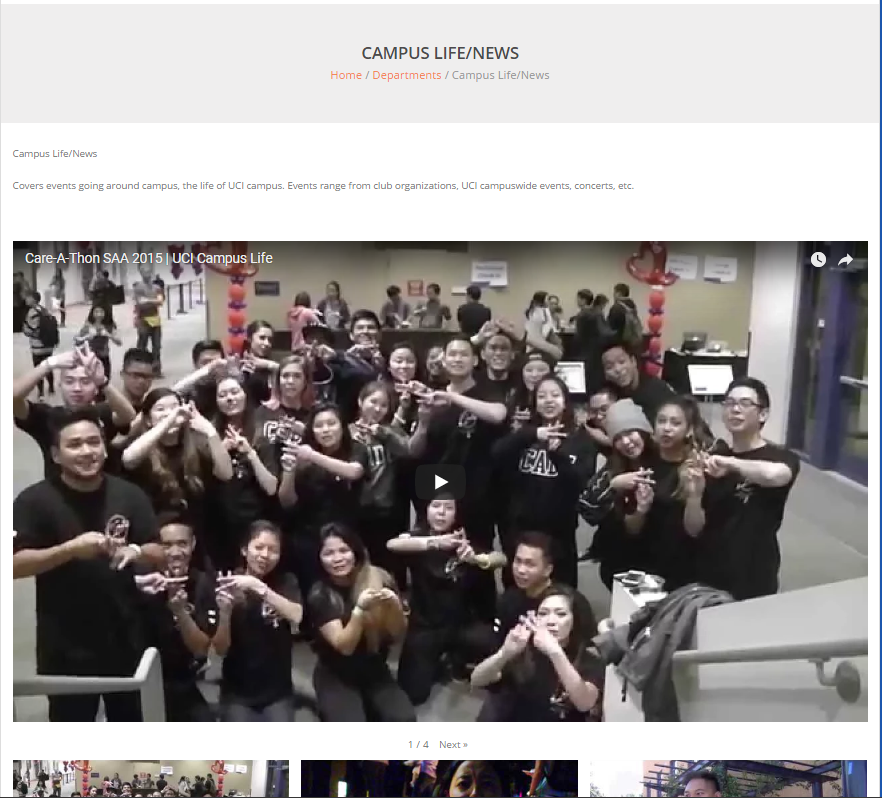 CAMPUS LIFE/NEWS
Home / Departments / Campus Life/News
Campus Life/News
Covers events going around campus, the life of UCI campus. Events range from club organizations, UCI campuswide events, concerts, etc.
Care-A-Thon SAA 2015 | UCI Campus Life
1 / 4 Next »